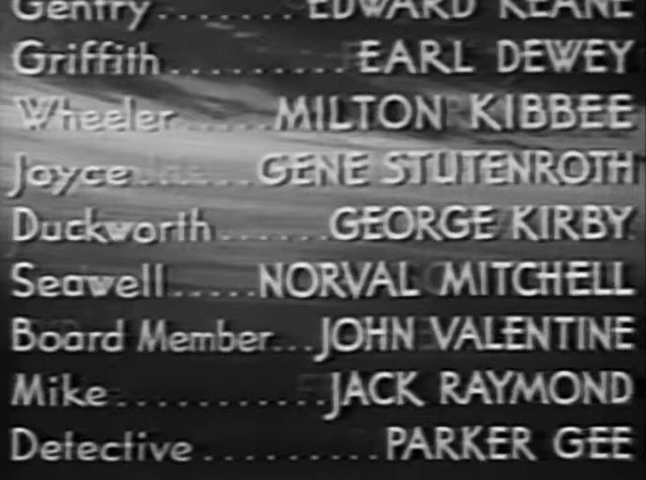 Gentry........EDWARD KEANE
Griffith.........EARL DEWEY
Wheeler.....MILTON KIBBEE
Joyce.......GENE STUTENROTH
Duckworth.......GEORGE KIRBY
Seawell.....NORVAL MITCHELL
Board Member...JOHN VALENTINE
Mike............JACK RAYMOND
Detective..........PARKER GEE